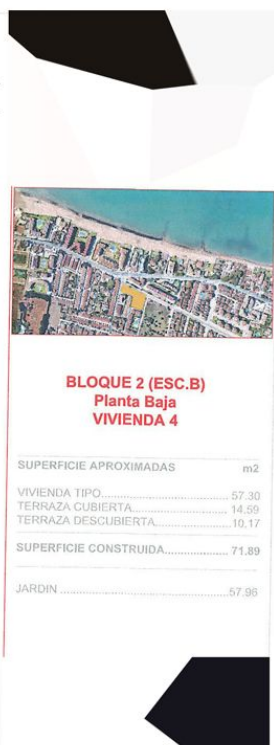 BLOQUE 2 (ESC.B)
Planta Baja
VIVIENDA 4
SUPERFICIE APROXIMADAS m2
VIVIENDA TIPO.................................... 57.30
TERRAZA CUBIERTA........................... 14.59
TERRAZA DESCUBIERTA.................... 10.17
SUPERFICIE CONSTRUIDA................. 71.89
JARDIN ................................................57.96